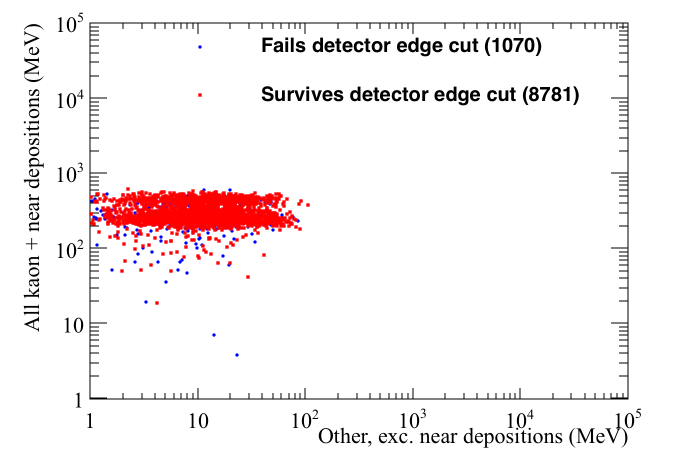 Fails detector edge cut (1070)
Survives detector edge cut (8781)
All kaon + near depositions (MeV)
10^5
10^4
10^3
10^2
10
1
1 10 10^2 10^3 10^4 10^5
Other, exc. near depositions (MeV)